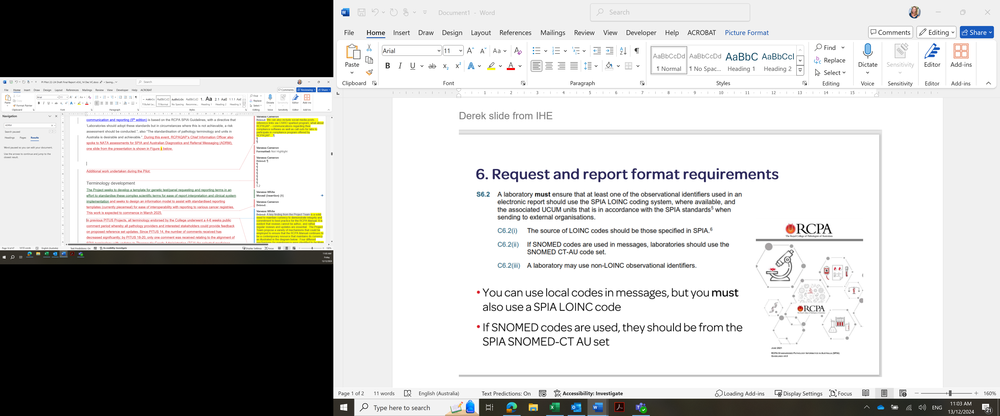 PI Pilot 22-24 Draft Final Report v0.6_14 Dec VC.docx • Saving...
Search
File Home Insert Draw Design Layout References Mailings Review View Developer Help ACROBAT
Comments Reviewing Share
Paste
Cut
Copy
Format Painter
Clipboard
Arial 11
Font
Paragraph
AaBbCc AaBbCcD AaBbCcDc AaBbCcD 1. Aa 2.1 AaB 1.1.1 AaE
¶ Bullet Le... ¶ Normal No Spacing Recomme... Heading 1 Heading 2 Heading 3
Styles
Find
Replace
Select
Editing
Dictate
Voice
Sensitivity
Sensitivity
Editor
Editor
Add-ins
Add-ins
Navigation
ADRM
Search paused
Headings Pages Results
Word paused so you can edit your document.
Use the arrows to continue and jump to the
closest result.
communication and reporting (5th edition) is based on the RCPA SPIA Guidelines, with a directive that
'Laboratories should adopt these standards but in circumstances where this is not achievable, a risk
assessment should be conducted.", also "The standardisation of pathology terminology and units in
Australia is desirable and achievable." During this event, RCPAQAP's Chief Information Officer also
spoke to NATA assessments for SPIA and Australian Diagnostics and Referral Messaging (ADRM),
one slide from the presentation is shown in Figure x below.
Additional work undertaken during the Pilot:
Terminology development
The Project seeks to develop a template for genetic test/panel requesting and reporting terms in an
effort to standardise these complex scientific terms for ease of report interpretation and clinical system
implementation and seeks to design an information model to assist with standardised reporting
templates (currently piecemeal) for ease of interoperability with reporting to various cancer registries.
This work is expected to commence in March 2025.
In previous PITUS Projects, all terminology endorsed by the College underwent a 4-6 weeks public
comment period whereby all pathology providers and interested stakeholders could provide feedback
on proposed reference set updates. Since PITUS 14, the number of comments received has
decreased significantly; by PITUS 18-20, only one comment was received relating to the alignment of
SPIA terminology with updates to Therapeutic Goods Administration (TGA) for selected medicines
Vanessa Cameron
Deleted: We can also include social media posts....,
reference links via CSIRO sparked program; what about
RCPAQAP – communications regarding their
compliance software as well as call outs for labs to
participate in compliance program offered by
RCPAQAP....¶
¶
¶
Vanessa Cameron
Formatted: Not Highlight
Vanessa Cameron
Deleted: ¶
¶
¶
¶
¶
¶
¶
¶
5.2
Vanessa White
Moved (insertion) [1]
Vanessa Cameron
Deleted:
Vanessa White
Deleted: A key finding from the Project Team is a solid
need to maintain currency to demonstrate integrity and
commitment to best practice for the RCPA Manual. It is
evident that reviews cannot be adhoc, and rather
regular reviews and updates are essential. The Project
Team propose a variety of mechanisms that could be
employed to ensure that the RCPA Manual continues to
be a contemporary resource that maintains its currency
as illustrated in the diagram below. Four different
mechanisms for maintenance were identified to facilitate
Page 14 of 47 14155 words English (Australia) Text Predictions: On Accessibility: Investigate Display Settings Focus 130%
11:03 AM
Friday
13/12/2024
Document1 - Word
Search
File Home Insert Draw Design Layout References Mailings Review View Developer Help ACROBAT Picture Format
Comments Editing Share
Paste
Clipboard
Arial 11
Font
Paragraph
AaBbCcDd AaBbCcDd AaBbC AaBbCcI
¶ Normal ¶ No Spac... Heading 1 Heading 2
Styles
Find
Replace
Select
Editing
Dictate
Voice
Sensitivity
Sensitivity
Editor
Editor
Add-ins
Add-ins
1 2 3 4 5 6 7 8 9 10 11 12 13 14 15
Derek slide from IHE
6. Request and report format requirements
S6.2 A laboratory must ensure that at least one of the observational identifiers used in an
electronic report should use the SPIA LOINC coding system, where available, and
the associated UCUM units that is in accordance with the SPIA standards5 when
sending to external organisations.
C6.2(i) The source of LOINC codes should be those specified in SPIA.6
C6.2(ii) If SNOMED codes are used in messages, laboratories should use the
SNOMED CT-AU code set.
C6.2(iii) A laboratory may use non-LOINC observational identifiers.
• You can use local codes in messages, but you must
also use a SPIA LOINC code
• If SNOMED codes are used, they should be from the
SPIA SNOMED-CT AU set
RCPA
The Royal College of Pathologists of Australasia
RCPA
The Royal College of Pathologists of Australasia
JUNE 2021
RCPA STANDARDISED PATHOLOGY INFORMATICS IN AUSTRALIA (SPIA)
GUIDELINES v4.0
Page 1 of 2 11 words English (Australia) Text Predictions: On Accessibility: Investigate Loading Add-ins Display Settings Focus 160%
Type here to search
ENG
11:03 AM
13/12/2024
21